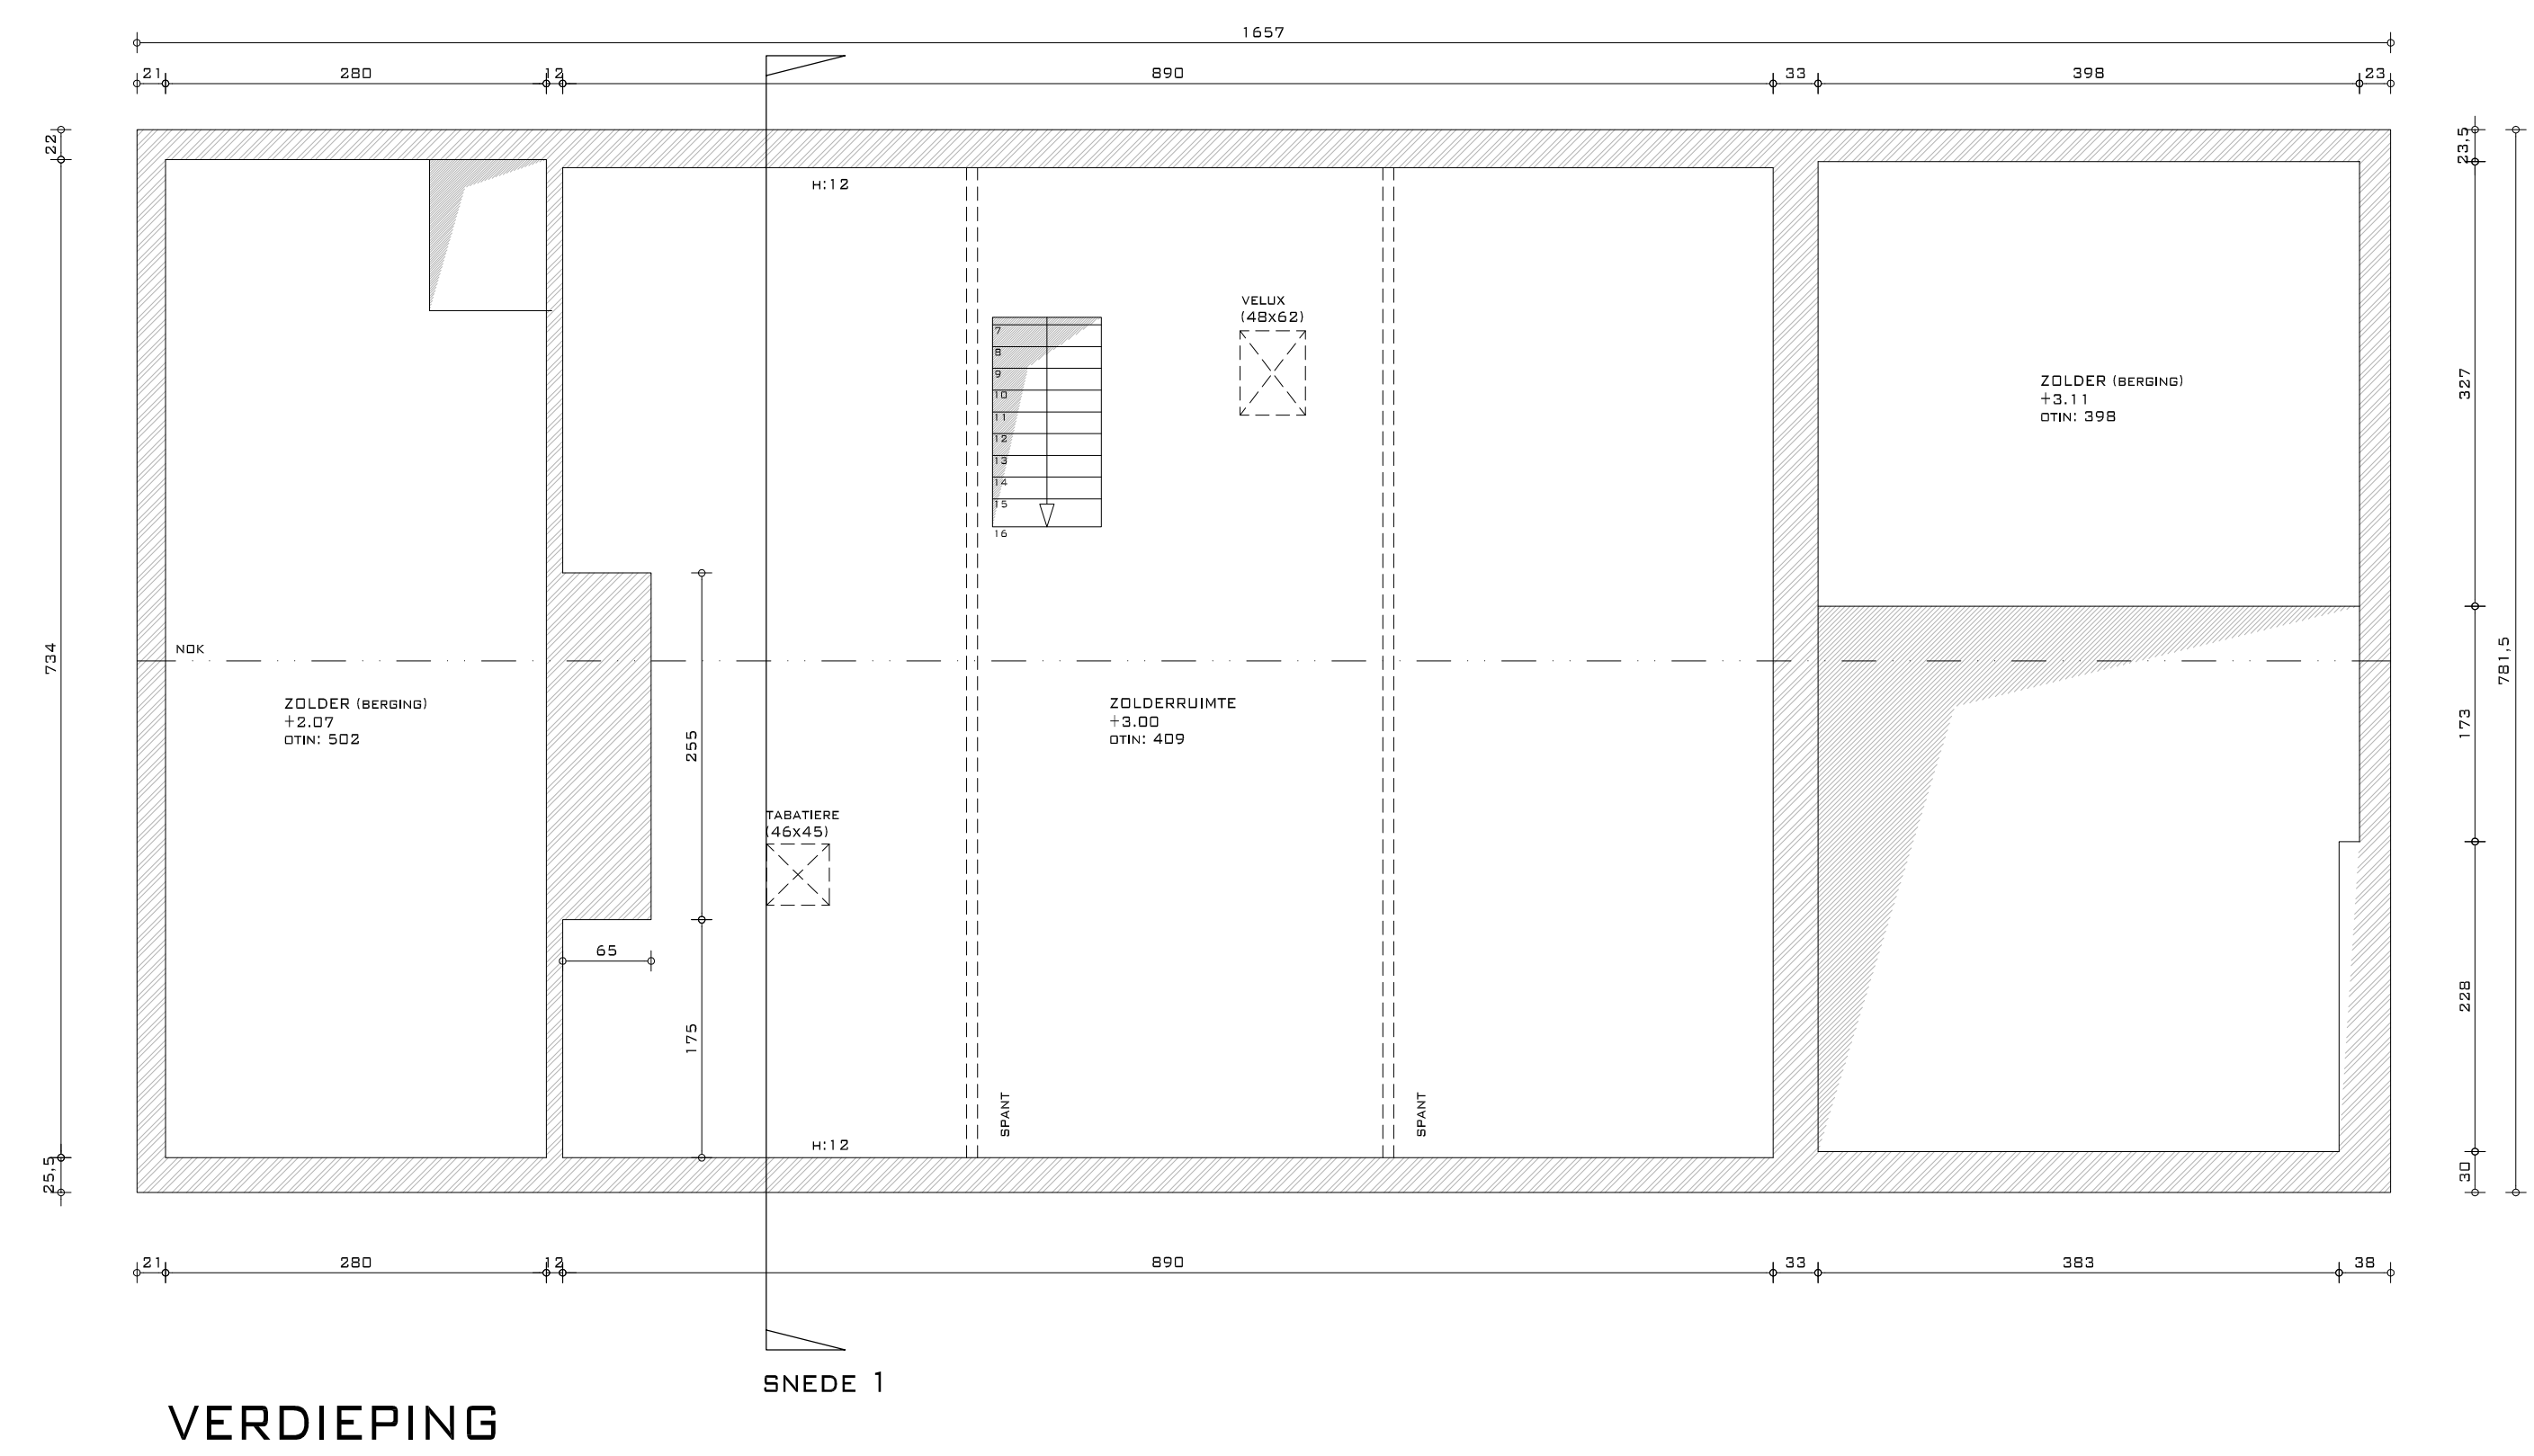 1657
21 280 12 890 33 398 23
22
23,5
H:12
VELUX
(48x62)
7
8
9
10
11
12
13
14
15
16
ZOLDER (BERGING)
+3.11
OTIN: 398
327
NOK
734
781,5
ZOLDER (BERGING)
+2.07
OTIN: 502
255
ZOLDERRUIMTE
+3.00
OTIN: 409
173
TABATIERE
(46x45)
65
228
175
SPANT
SPANT
H:12
25,5
30
21 280 12 890 33 383 38
SNEDE 1
VERDIEPING